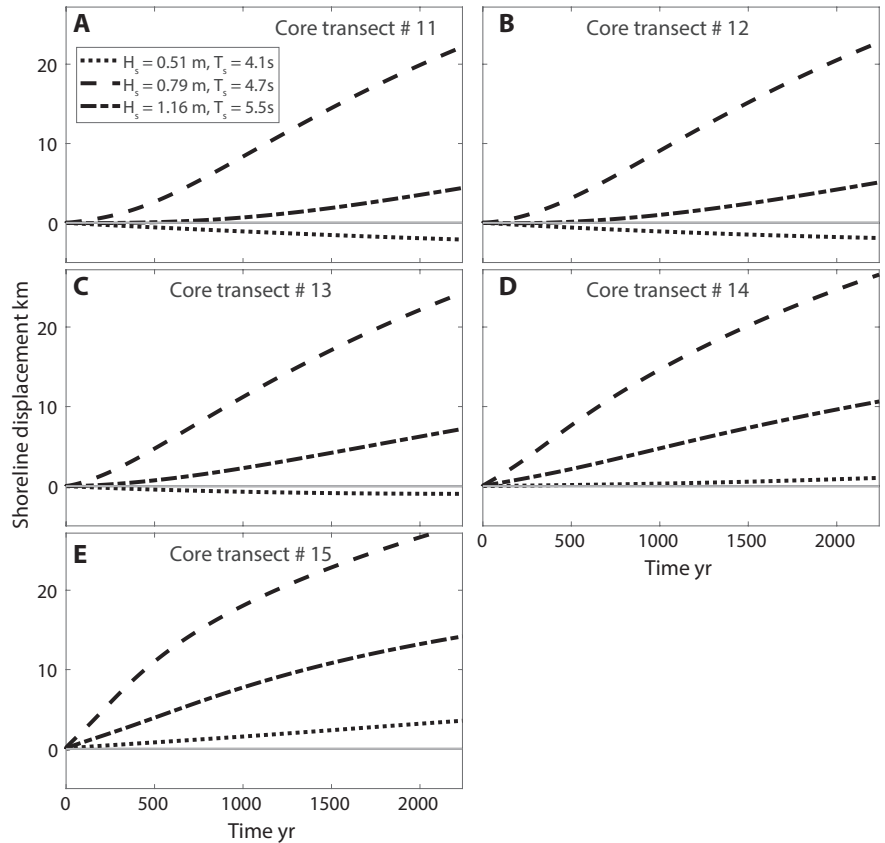 A
Core transect # 11
H_s = 0.51 m, T_s = 4.1s
H_s = 0.79 m, T_s = 4.7s
H_s = 1.16 m, T_s = 5.5s
20
10
0
B
Core transect # 12
C
Core transect # 13
20
10
0
D
Core transect # 14
0
500
1000
1500
2000
Time yr
Shoreline displacement km
E
Core transect # 15
20
10
0
0
500
1000
1500
2000
Time yr